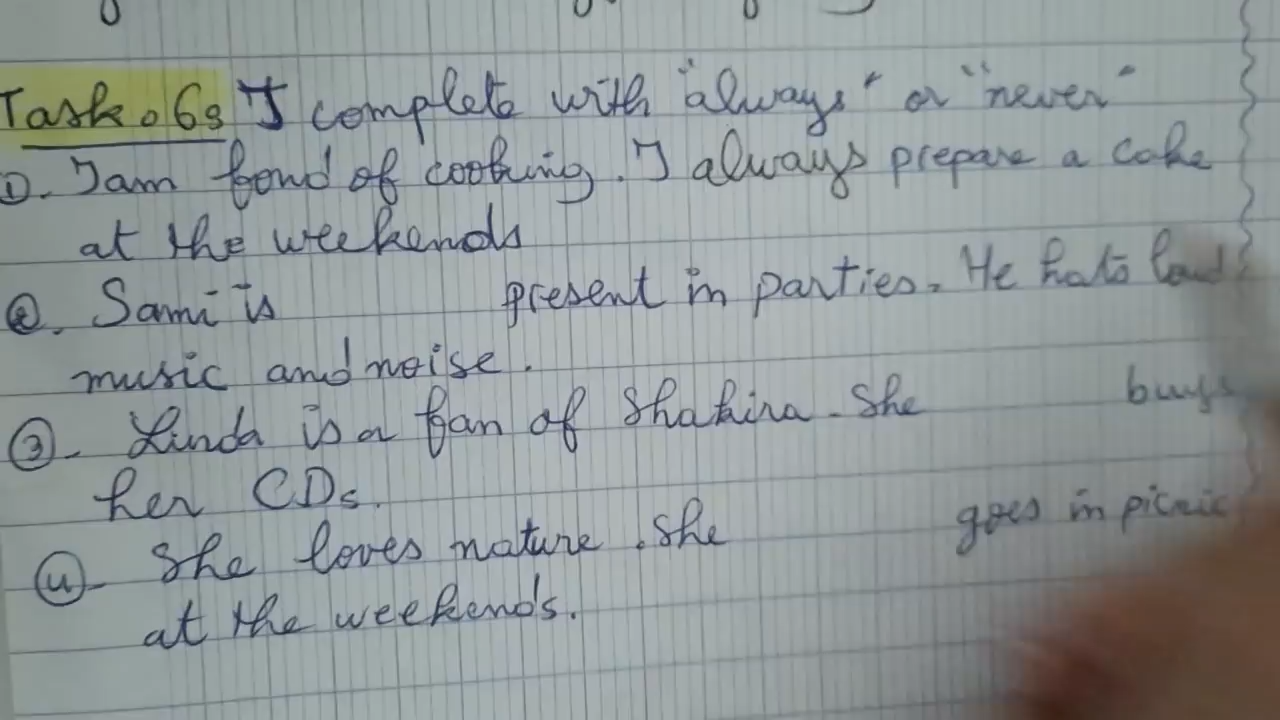 Task 06: I complete with "always" or "never"
①. I am fond of cooking. I always prepare a cake
at the weekends
②. Sami is present in parties. He hates loud
music and noise.
③. Linda is a fan of Shakira. She buys
her CDs.
④. She loves nature. She goes in picnic
at the weekends.